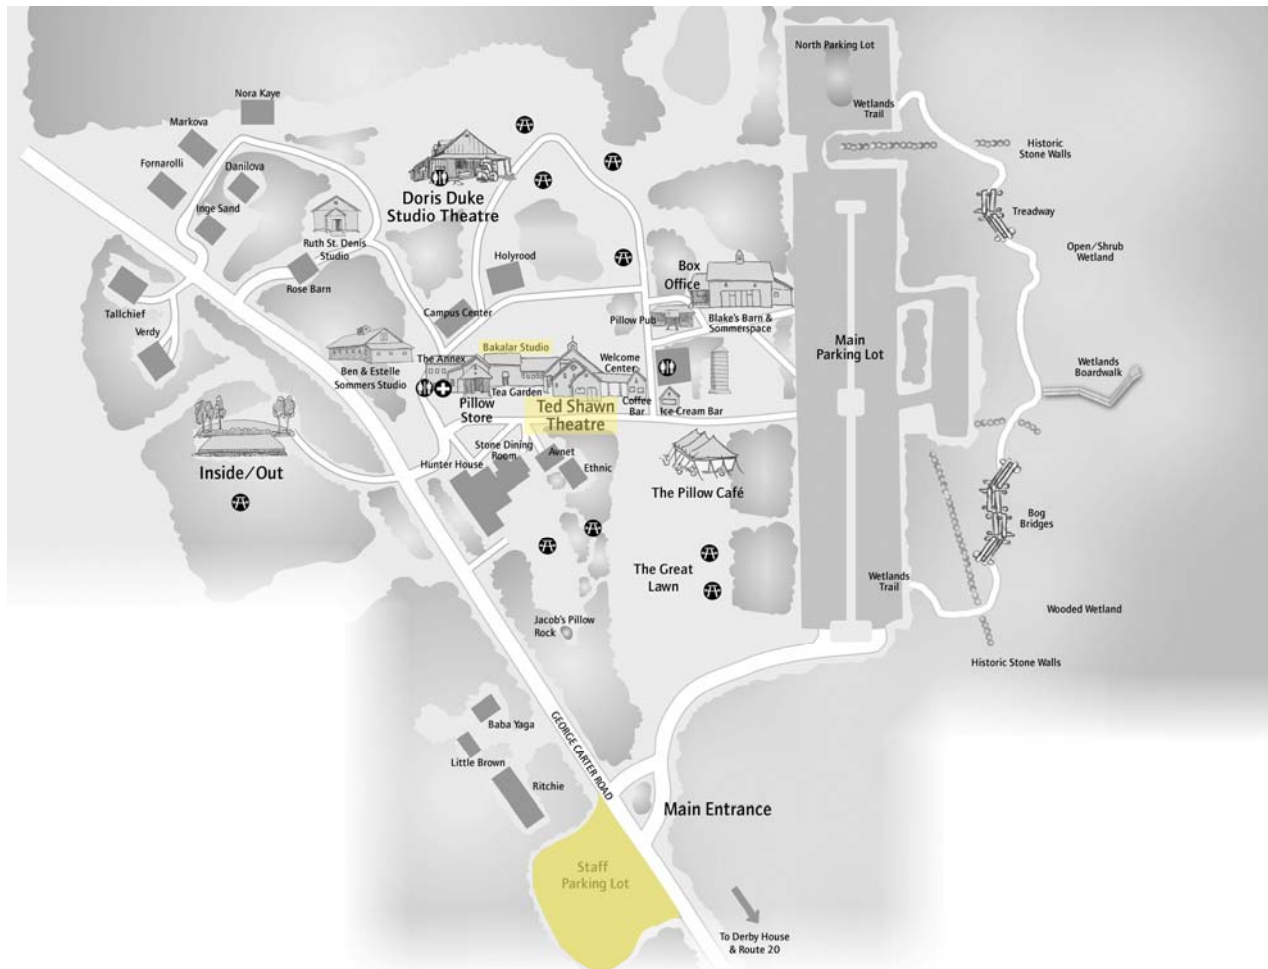 North Parking Lot
Nora Kaye
Wetlands
Trail
Markova
Historic
Stone Walls
Fornarolli
Danilova
Doris Duke
Studio Theatre
Inge Sand
Treadway
Ruth St. Denis
Studio
Open/Shrub
Wetland
Holyrood
Box
Office
Rose Barn
Tallchief
Campus Center
Pillow Pub
Blake's Barn &
Sommerspace
Verdy
Main
Parking Lot
Bakalar Studio
The Annex
Welcome
Center
Wetlands
Boardwalk
Ben & Estelle
Sommers Studio
Tea Garden
Pillow
Store
Ted Shawn
Theatre
Coffee
Bar
Ice Cream Bar
Stone Dining
Room
Avnet
Hunter House
Ethnic
Inside/Out
The Pillow Café
Bog
Bridges
The Great
Lawn
Wetlands
Trail
Wooded Wetland
Jacob's Pillow
Rock
Historic Stone Walls
Baba Yaga
GEORGE CARTER ROAD
Little Brown
Ritchie
Main Entrance
Staff
Parking Lot
To Derby House
& Route 20